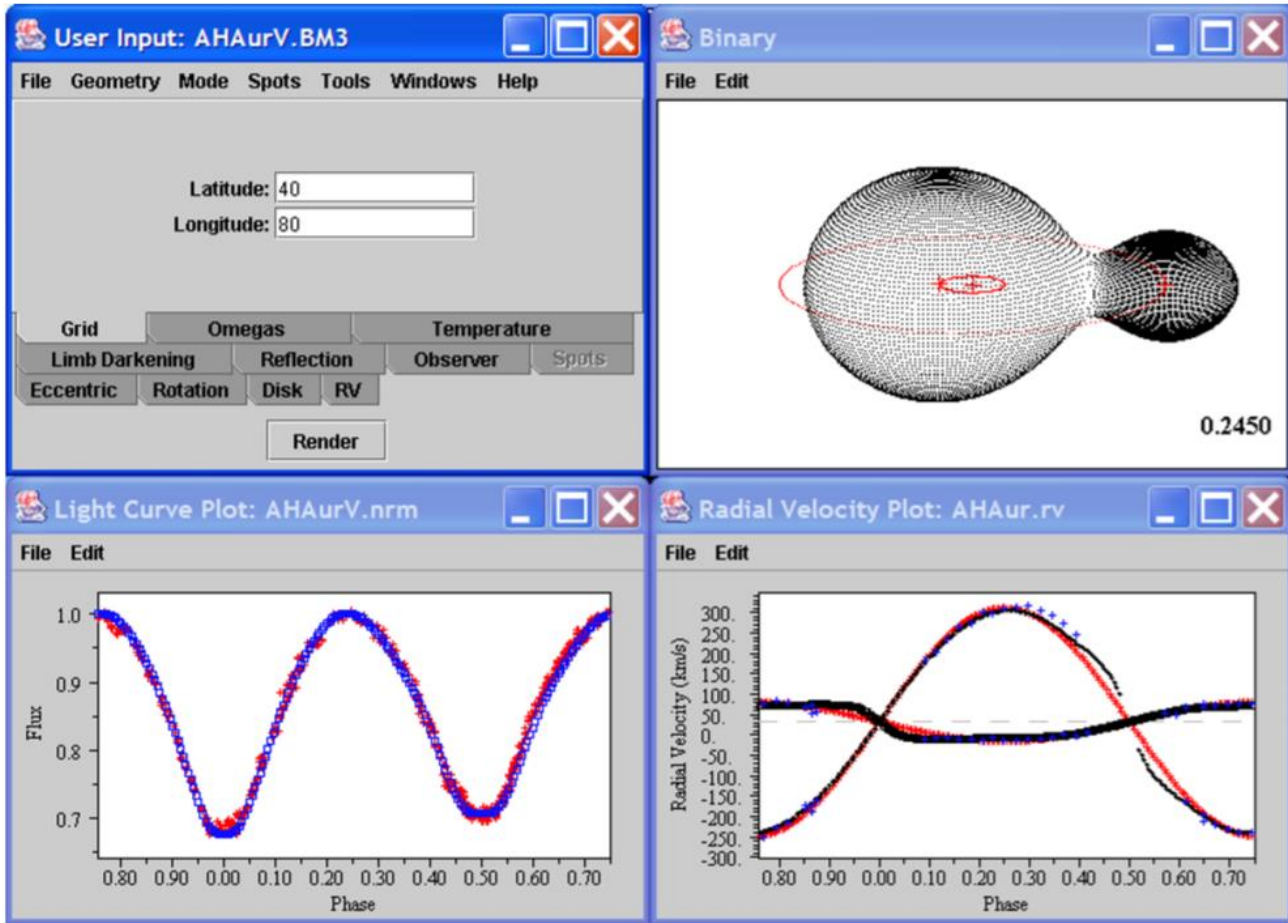 User Input: AHAurV.BM3
File Geometry Mode Spots Tools Windows Help
Latitude: 40
Longitude: 80
Grid Omegas Temperature
Limb Darkening Reflection Observer Spots
Eccentric Rotation Disk RV
Render
Binary
File Edit
0.2450
Light Curve Plot: AHAurV.nrm
File Edit
1.0
0.9
0.8
0.7
Flux
0.80 0.00 0.10 0.20 0.30 0.40 0.50 0.60 0.70
Phase
Radial Velocity Plot: AHAur.rv
File Edit
300.
250.
200.
150.
100.
50.
0.
-50.
-100.
-150.
-200.
-250.
-300.
Radial Velocity (km/s)
0.80 0.00 0.10 0.20 0.30 0.40 0.50 0.60 0.70
Phase